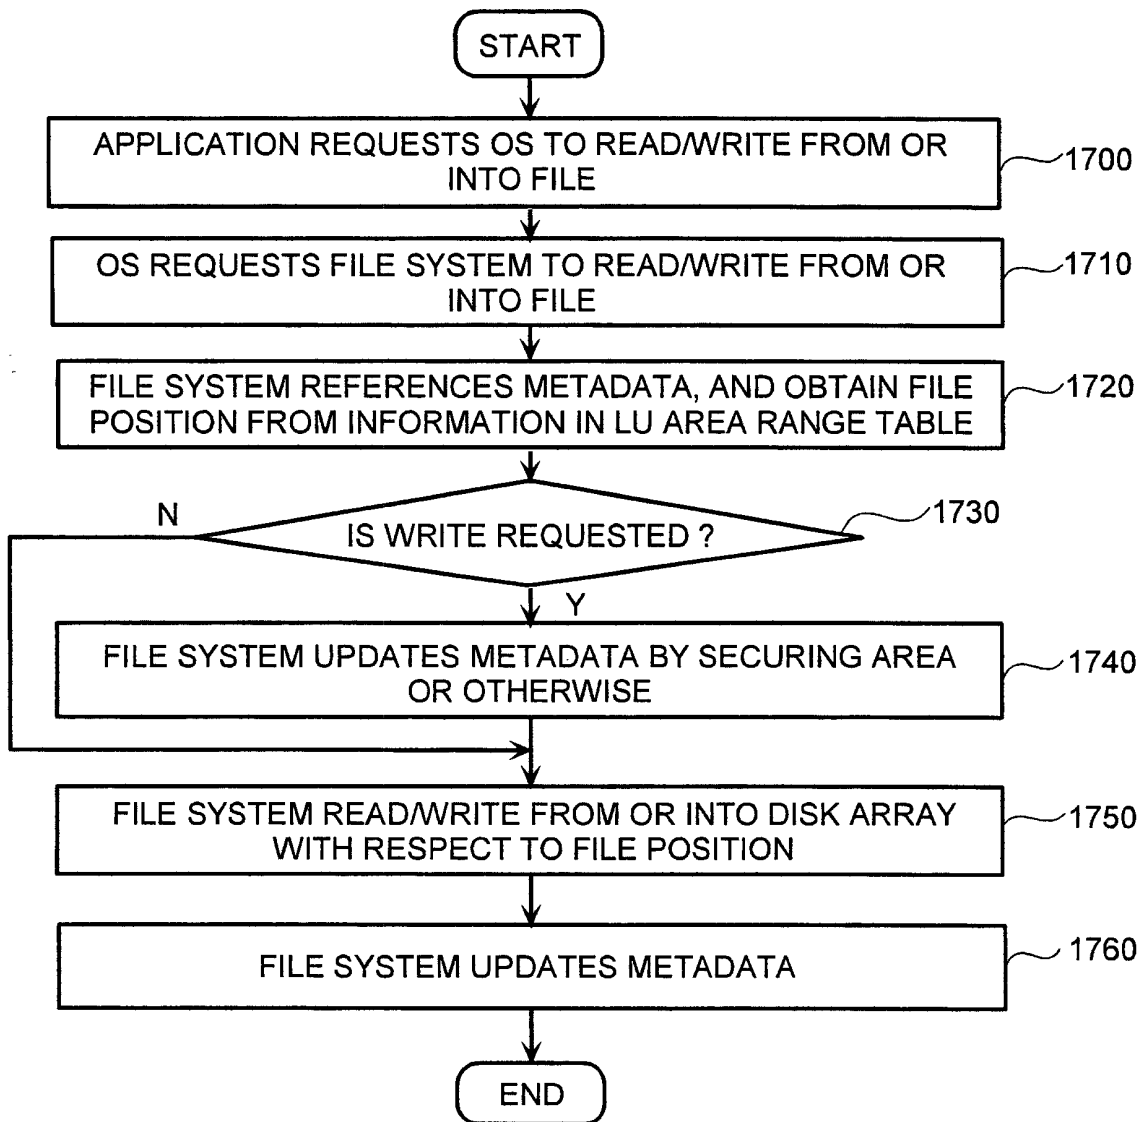 START
APPLICATION REQUESTS OS TO READ/WRITE FROM OR
INTO FILE
1700
OS REQUESTS FILE SYSTEM TO READ/WRITE FROM OR
INTO FILE
1710
FILE SYSTEM REFERENCES METADATA, AND OBTAIN FILE
POSITION FROM INFORMATION IN LU AREA RANGE TABLE
1720
N
IS WRITE REQUESTED ?
1730
Y
FILE SYSTEM UPDATES METADATA BY SECURING AREA
OR OTHERWISE
1740
FILE SYSTEM READ/WRITE FROM OR INTO DISK ARRAY
WITH RESPECT TO FILE POSITION
1750
FILE SYSTEM UPDATES METADATA
1760
END